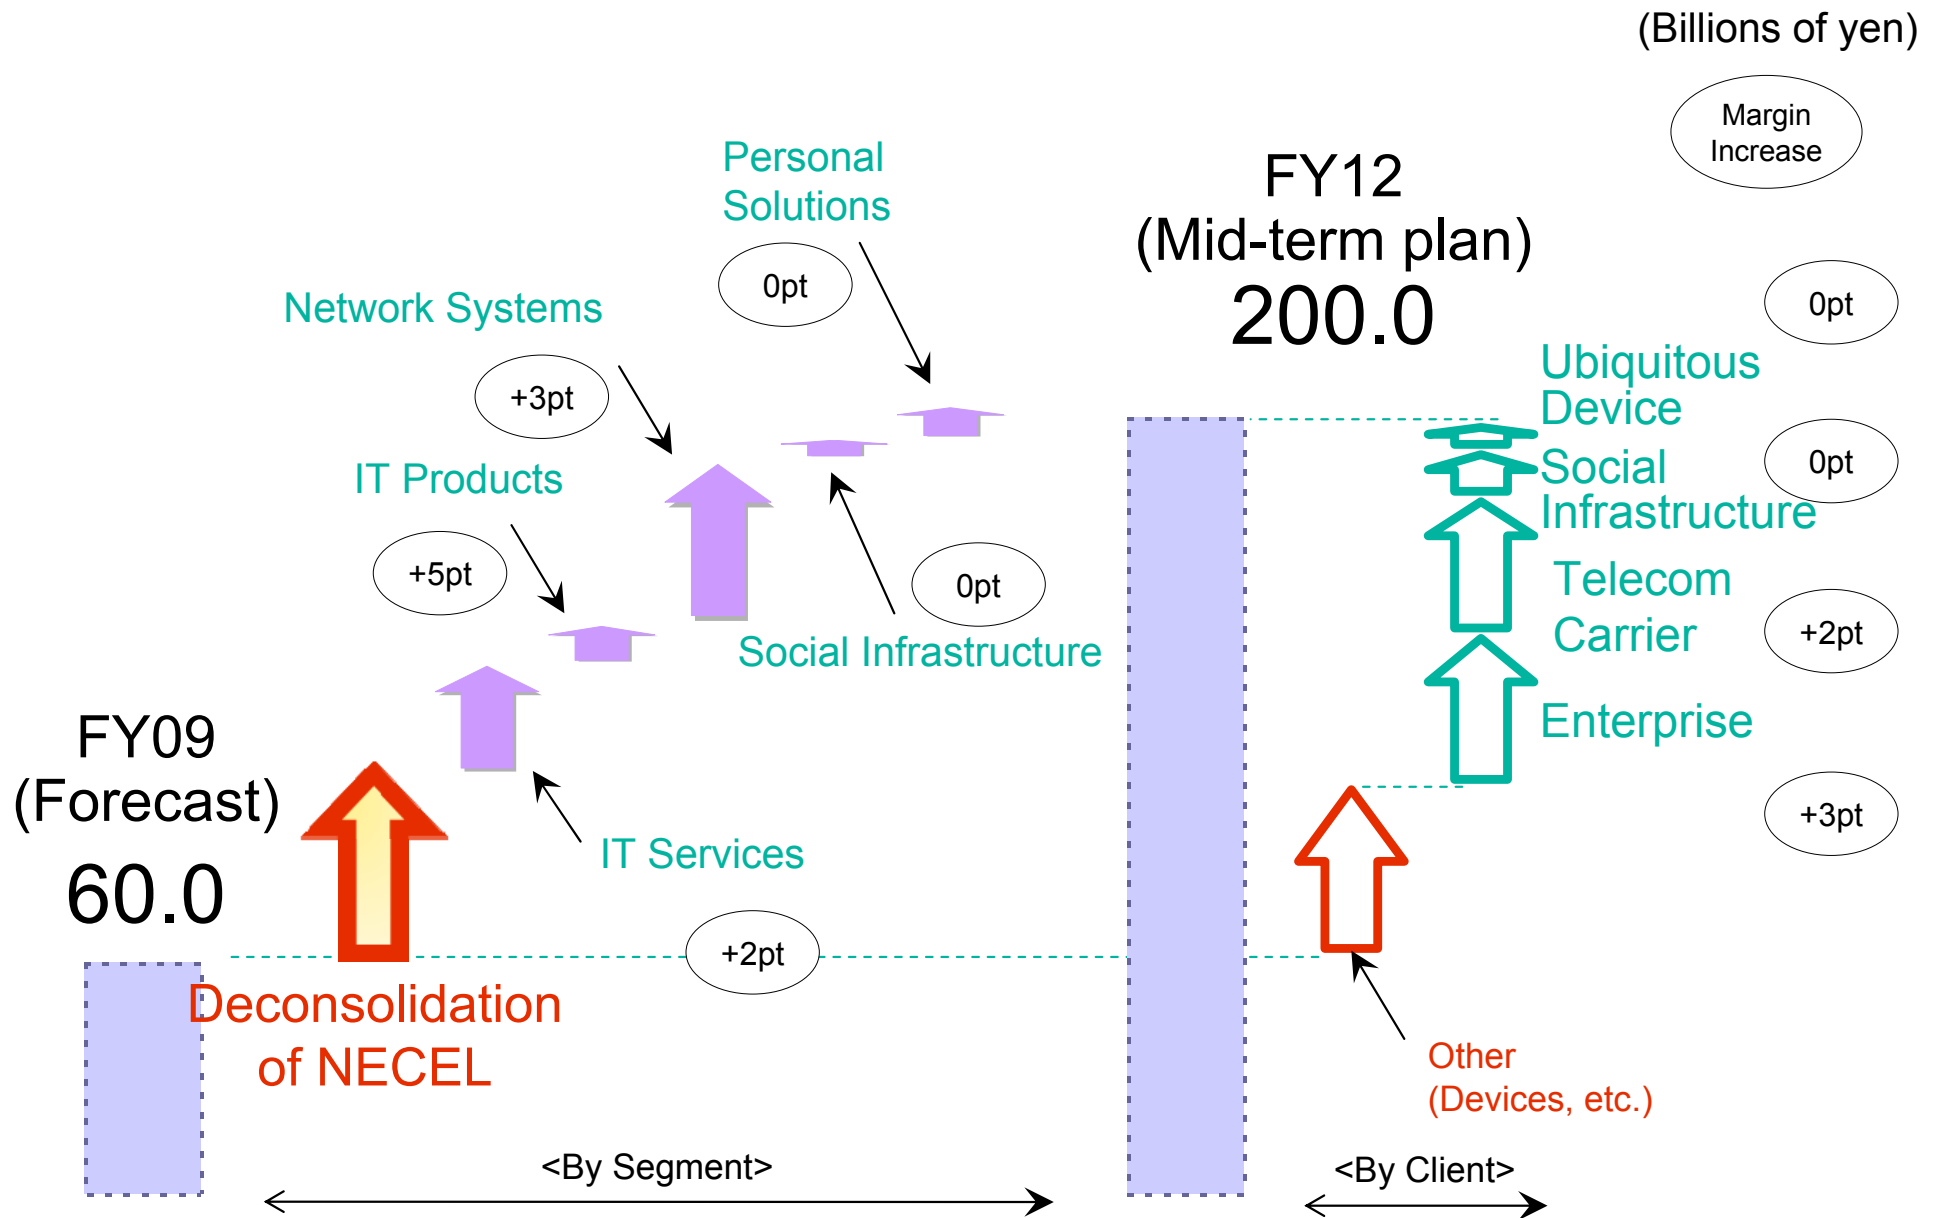 (Billions of yen)
Margin
Increase
Personal
Solutions
0pt
FY12
(Mid-term plan)
200.0
0pt
Network Systems
+3pt
Ubiquitous
Device
IT Products
+5pt
Social
Infrastructure
0pt
0pt
Social Infrastructure
Telecom
Carrier
+2pt
FY09
(Forecast)
60.0
Enterprise
+3pt
IT Services
+2pt
Deconsolidation
of NECEL
Other
(Devices, etc.)
<By Segment>
<By Client>